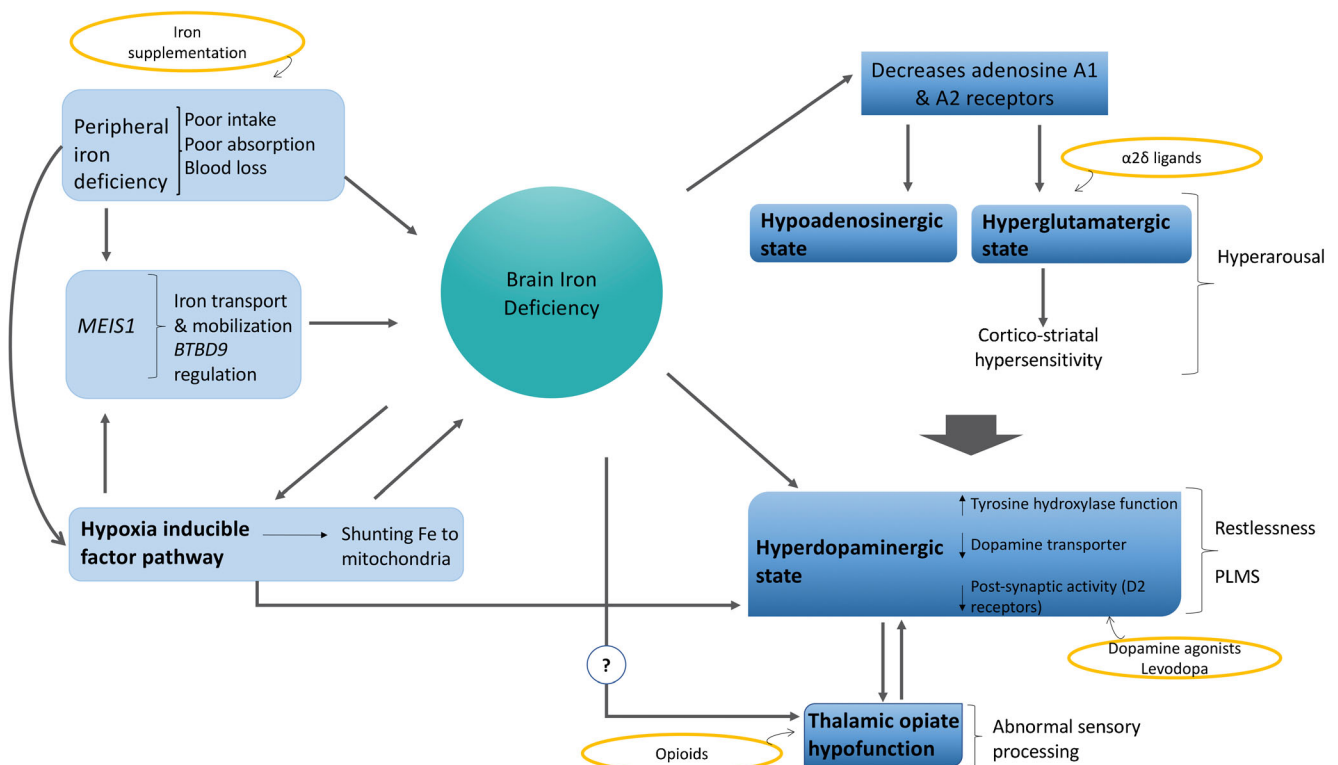 Iron
supplementation
Peripheral
iron
deficiency
Poor intake
Poor absorption
Blood loss
MEIS1
Iron transport
& mobilization
BTBD9
regulation
Hypoxia inducible
factor pathway
Shunting Fe to
mitochondria
Brain Iron
Deficiency
?
Decreases adenosine A1
& A2 receptors
α2δ ligands
Hypoadenosinergic
state
Hyperglutamatergic
state
Cortico-striatal
hypersensitivity
Hyperarousal
Hyperdopaminergic
state
Tyrosine hydroxylase function
Dopamine transporter
Post-synaptic activity (D2
receptors)
Restlessness
PLMS
Dopamine agonists
Levodopa
Thalamic opiate
hypofunction
Opioids
Abnormal sensory
processing